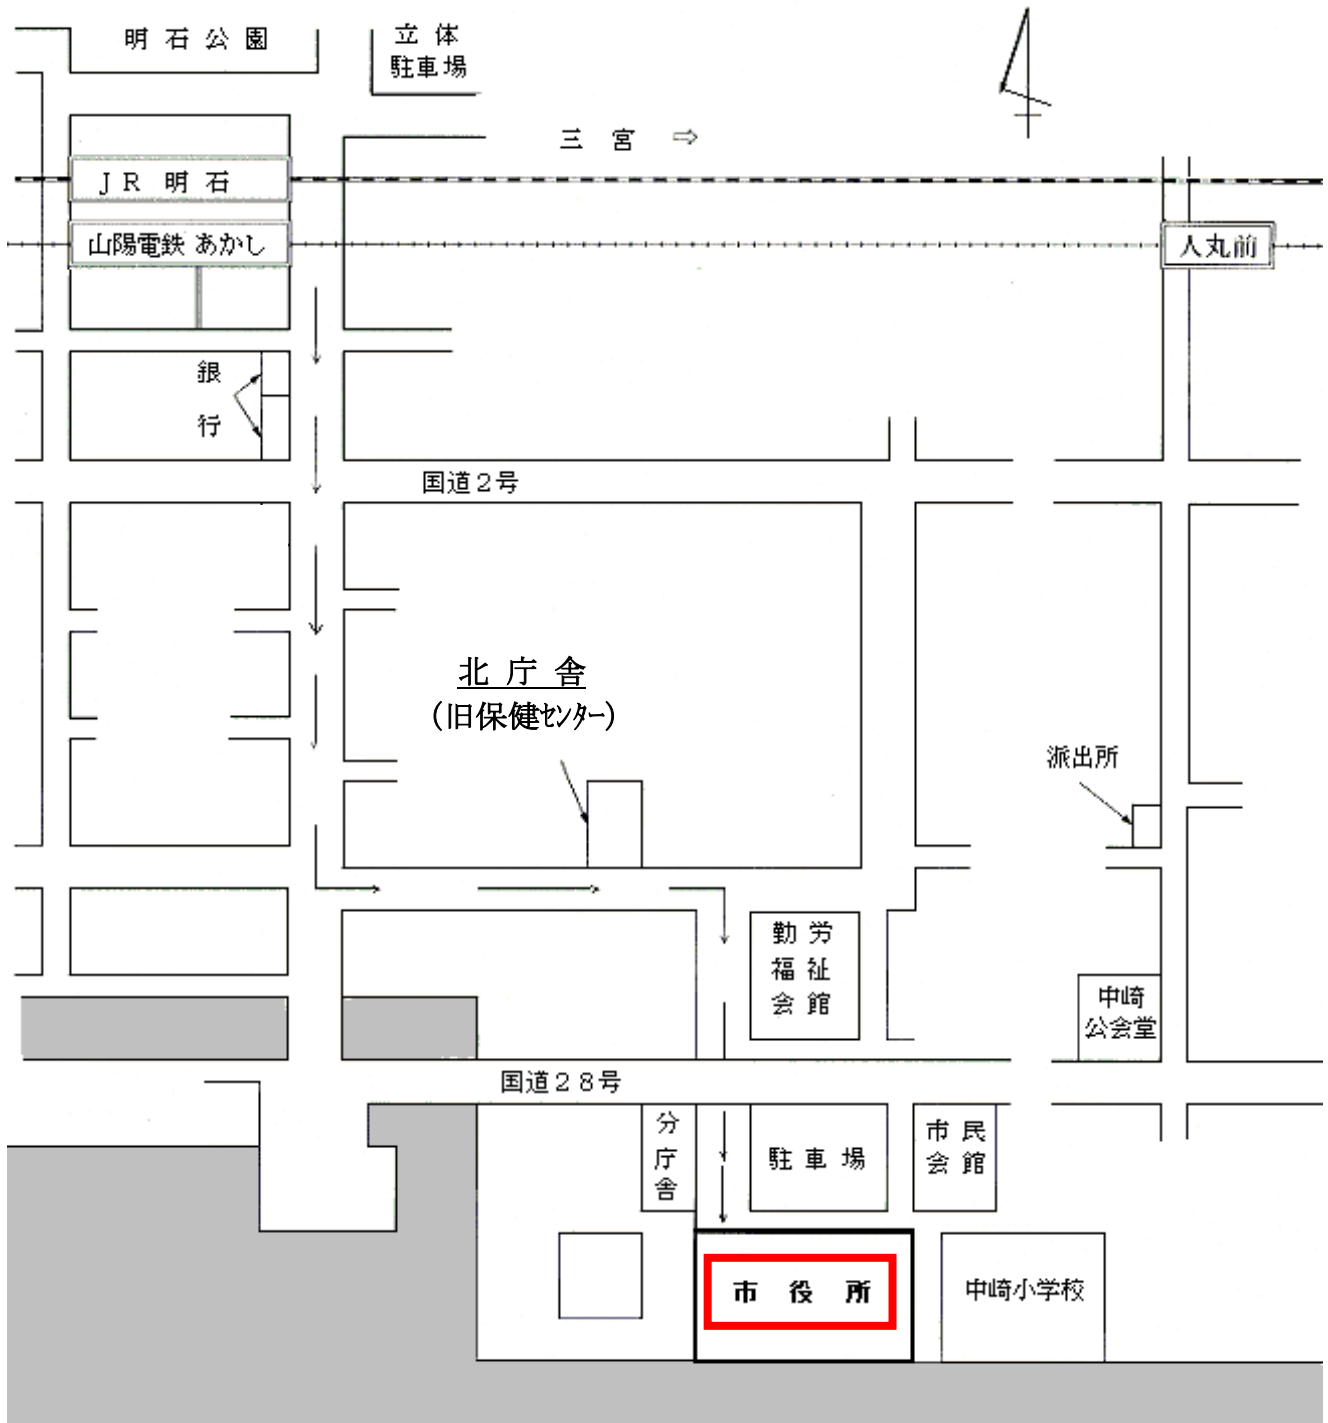 明石公園
立体
駐車場
三宮 ⇨
JR 明石
山陽電鉄 あかし
人丸前
銀
行
国道2号
北庁舎
(旧保健センター)
派出所
勤労
福祉
会館
中崎
公会堂
国道28号
分
庁
舎
駐車場
市民
会館
市役所
中崎小学校